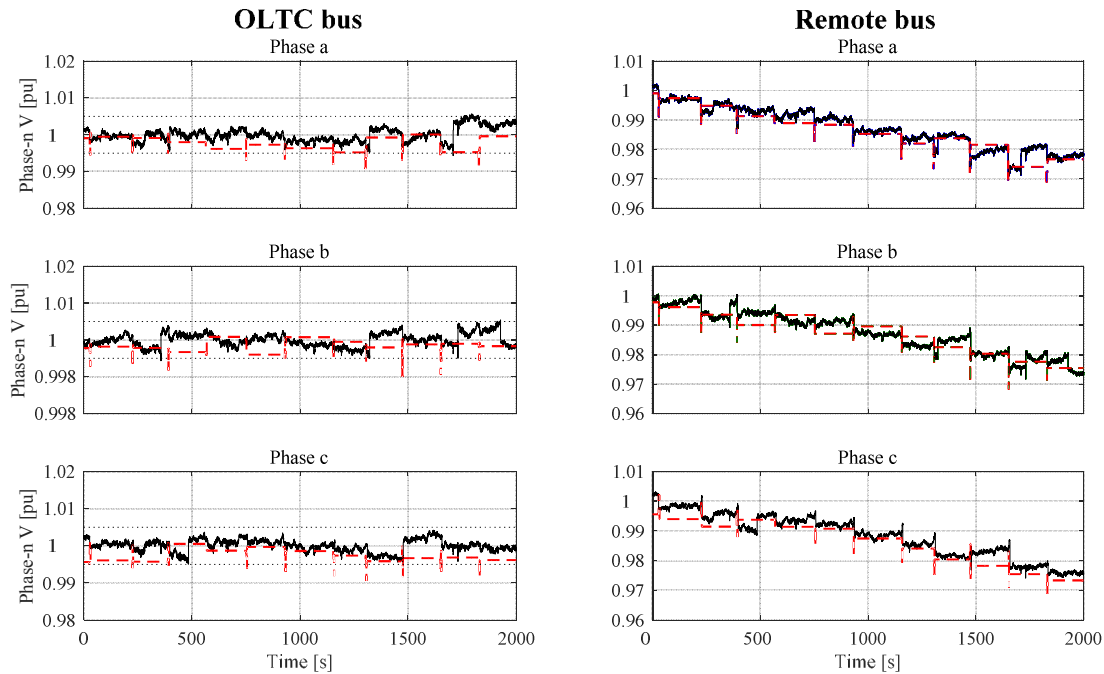 OLTC bus
Phase a
1.02
1.01
1
0.99
0.98
Phase-n V [pu]
Phase b
1.02
1.01
1
0.998
0.998
Phase-n V [pu]
Phase c
1.02
1.01
1
0.99
0.98
Phase-n V [pu]
0 500 1000 1500 2000
Time [s]
Remote bus
Phase a
1.01
1
0.99
0.98
0.97
0.96
Phase b
1.01
1
0.99
0.98
0.97
0.96
Phase c
1.01
1
0.99
0.98
0.97
0.96
0 500 1000 1500 2000
Time [s]